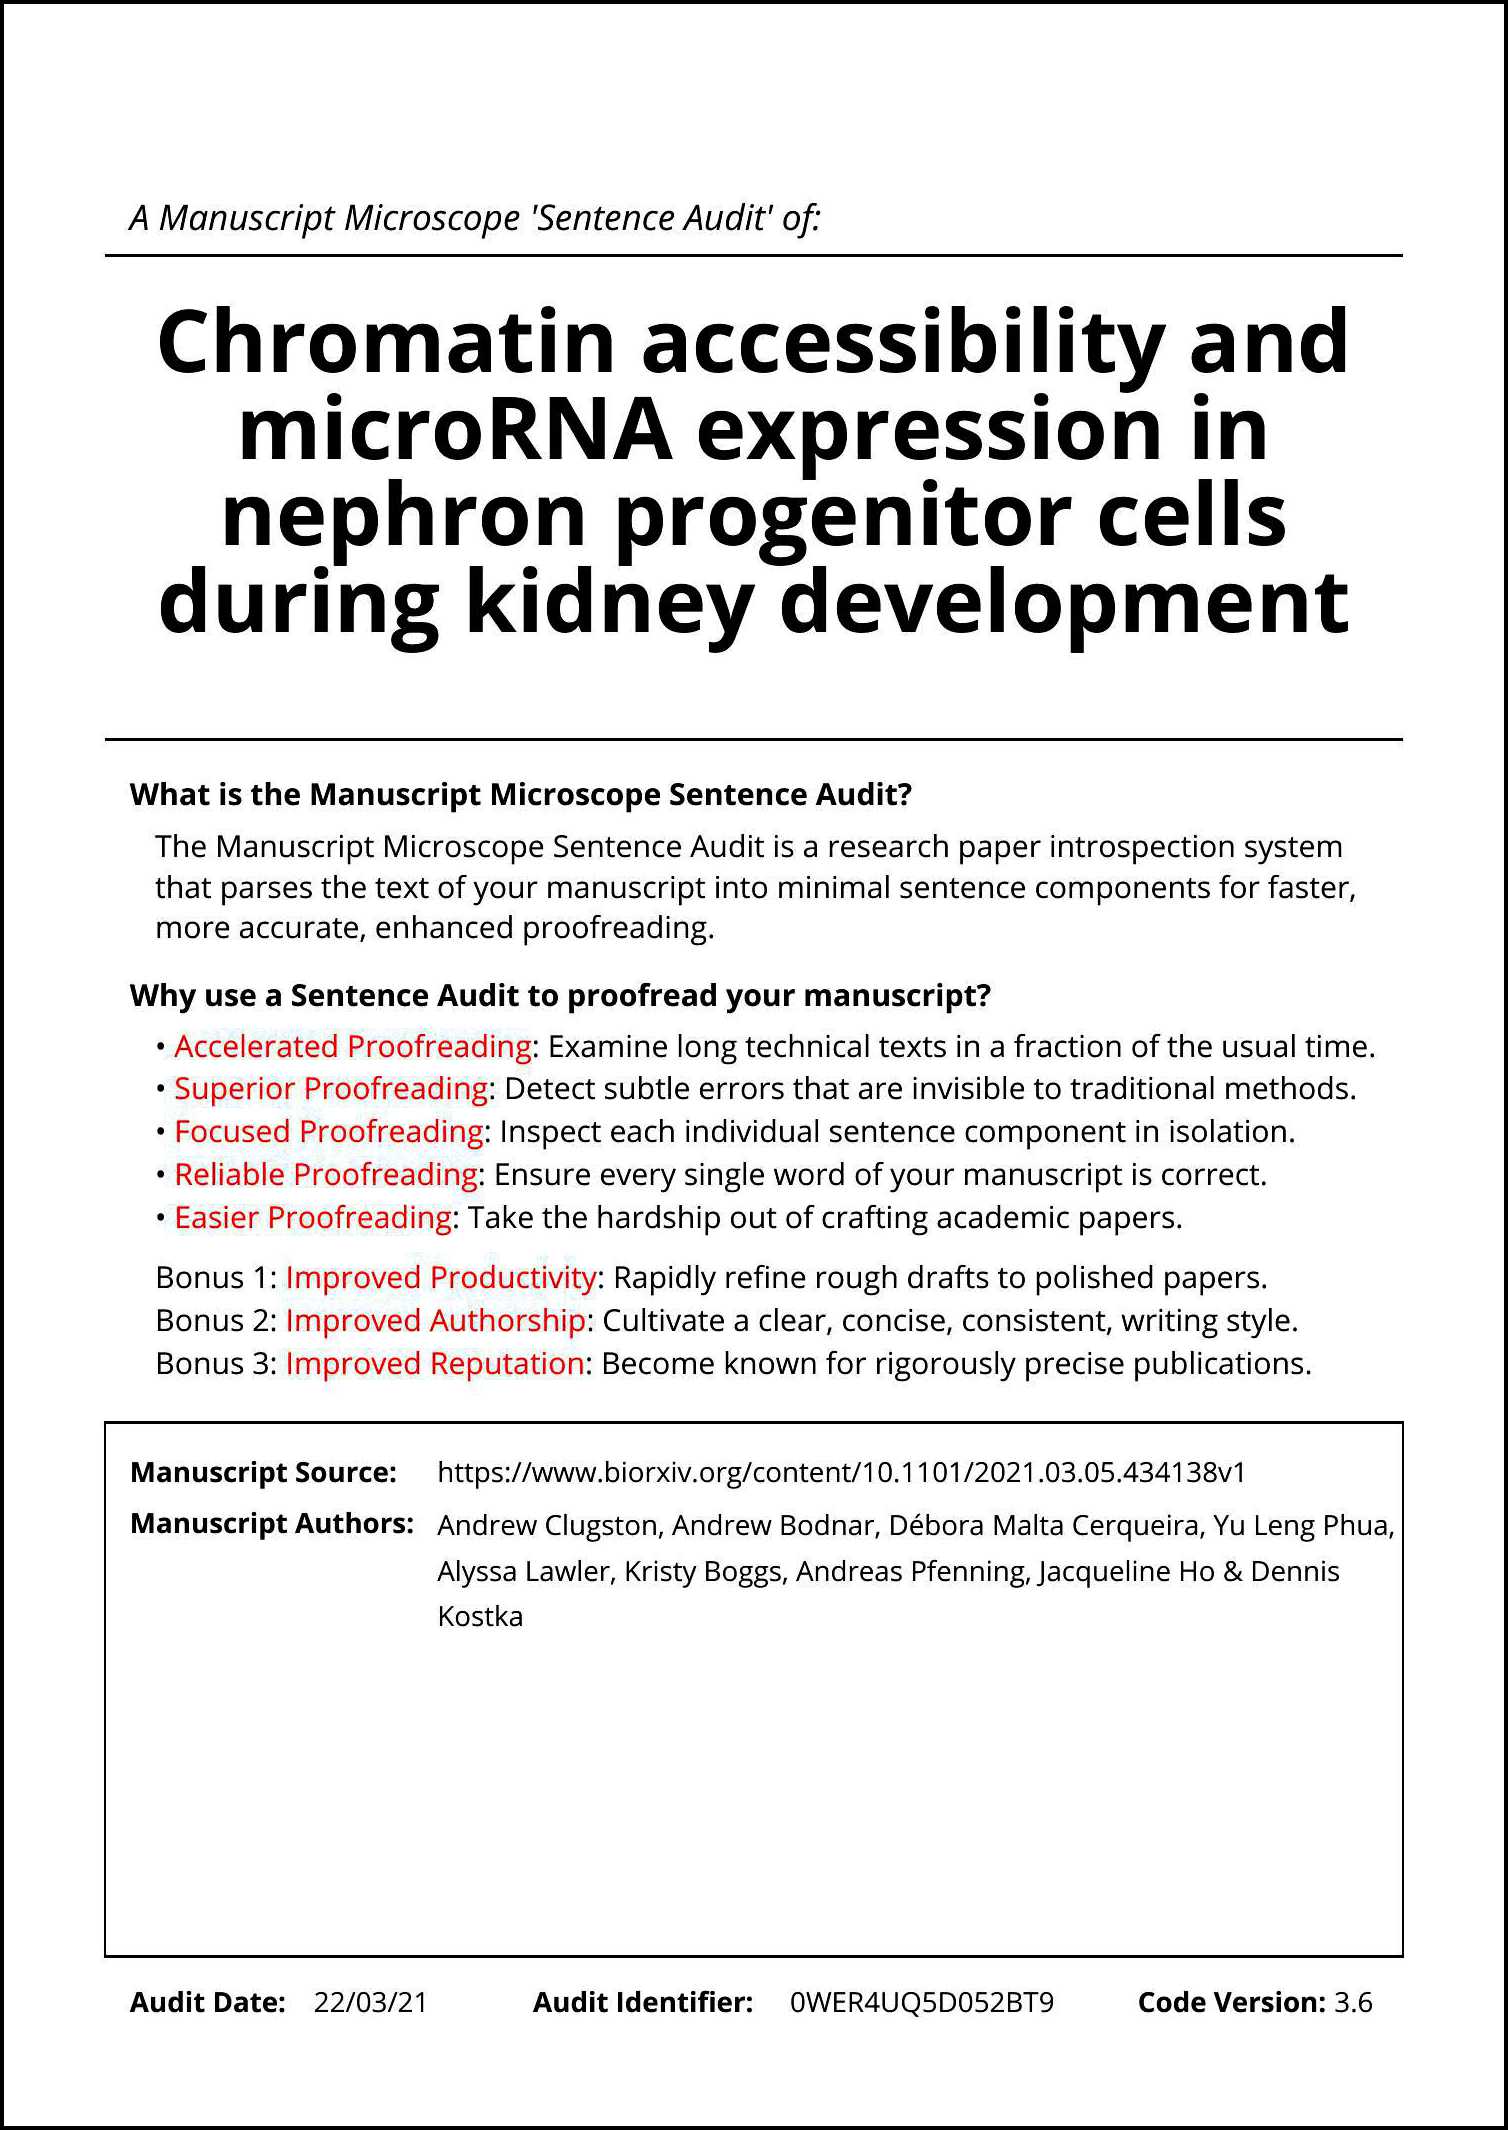 A Manuscript Microscope 'Sentence Audit' of:
Chromatin accessibility and
microRNA expression in
nephron progenitor cells
during kidney development
What is the Manuscript Microscope Sentence Audit?
The Manuscript Microscope Sentence Audit is a research paper introspection system
that parses the text of your manuscript into minimal sentence components for faster,
more accurate, enhanced proofreading.
Why use a Sentence Audit to proofread your manuscript?
• Accelerated Proofreading: Examine long technical texts in a fraction of the usual time.
• Superior Proofreading: Detect subtle errors that are invisible to traditional methods.
• Focused Proofreading: Inspect each individual sentence component in isolation.
• Reliable Proofreading: Ensure every single word of your manuscript is correct.
• Easier Proofreading: Take the hardship out of crafting academic papers.
Bonus 1: Improved Productivity: Rapidly refine rough drafts to polished papers.
Bonus 2: Improved Authorship: Cultivate a clear, concise, consistent, writing style.
Bonus 3: Improved Reputation: Become known for rigorously precise publications.
Manuscript Source: https://www.biorxiv.org/content/10.1101/2021.03.05.434138v1
Manuscript Authors: Andrew Clugston, Andrew Bodnar, Débora Malta Cerqueira, Yu Leng Phua,
Alyssa Lawler, Kristy Boggs, Andreas Pfenning, Jacqueline Ho & Dennis
Kostka
Audit Date: 22/03/21 Audit Identifier: 0WER4UQ5D052BT9 Code Version: 3.6